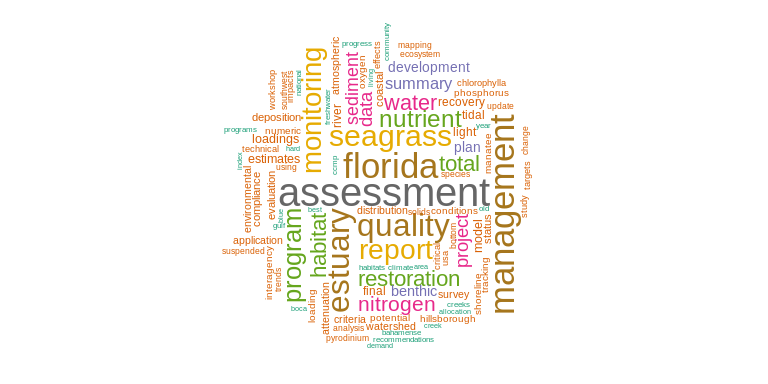 community
progress
mapping
ecosystem
effects
atmospheric
monitoring
workshop
southwest
impacts
national
freshwater
river
sediment
data
oxygen
living
coastal
development
summary
chlorophylla
phosphorus
water
recovery
update
deposition
nutrient
tidal
programs
numeric
loadings
seagrass
light
year
technical
hard
estimates
florida
total
plan
manatee
change
index
using
ccmp
species
targets
environmental
compliance
evaluation
assessment
management
study
best
distribution
solids
conditions
old
blue
gulf
program
habitat
estuary
quality
project
model
status
application
report
critical
usa
bottom
suspended
interagency
trends
habitats
climate
area
restoration
tracking
shoreline
final
benthic
survey
nitrogen
boca
loading
attenuation
creeks
allocation
criteria
potential
hillsborough
analysis
watershed
creek
pyrodinium
bahamense
recommendations
demand